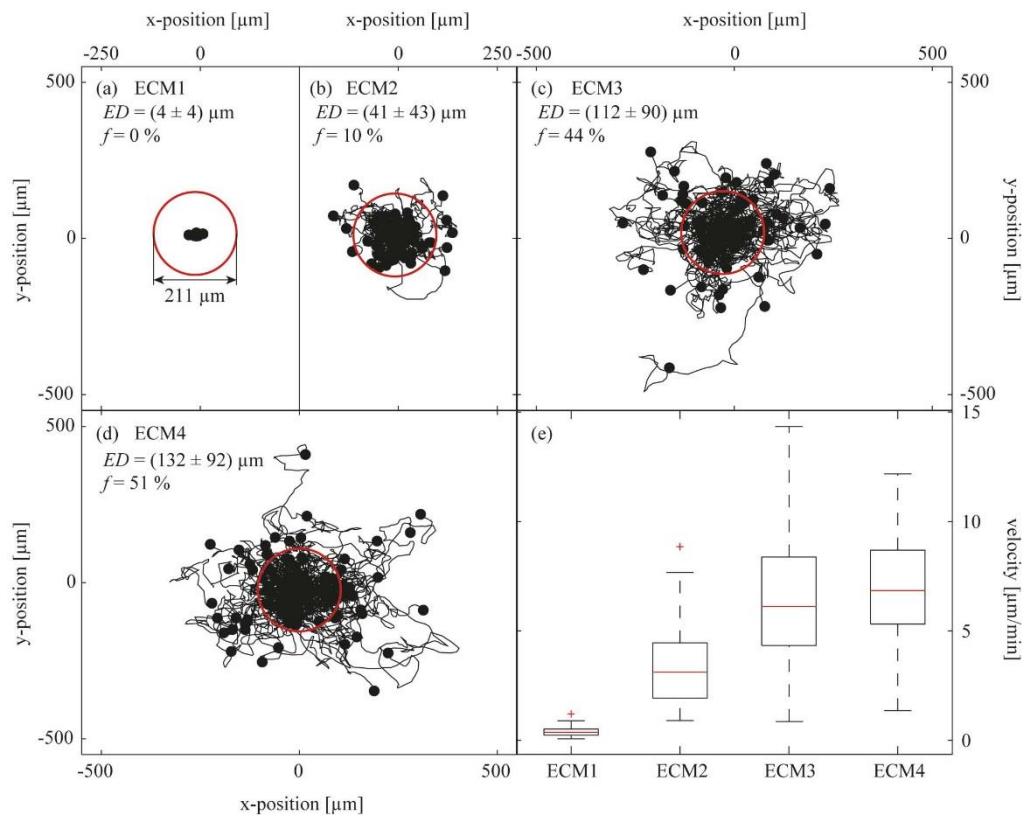 x-position [µm]
x-position [µm]
-250 0
0 250
-500 0 500
500
0
-500
y-position [µm]
(a) ECM1
ED = (4 ± 4) µm
f = 0 %
211 µm
(b) ECM2
ED = (41 ± 43) µm
f = 10 %
(c) ECM3
ED = (112 ± 90) µm
f = 44 %
500
0
-500
y-position [µm]
(d) ECM4
ED = (132 ± 92) µm
f = 51 %
500
0
-500
y-position [µm]
-500 0 500
x-position [µm]
(e)
15
10
5
0
velocity [µm/min]
ECM1 ECM2 ECM3 ECM4